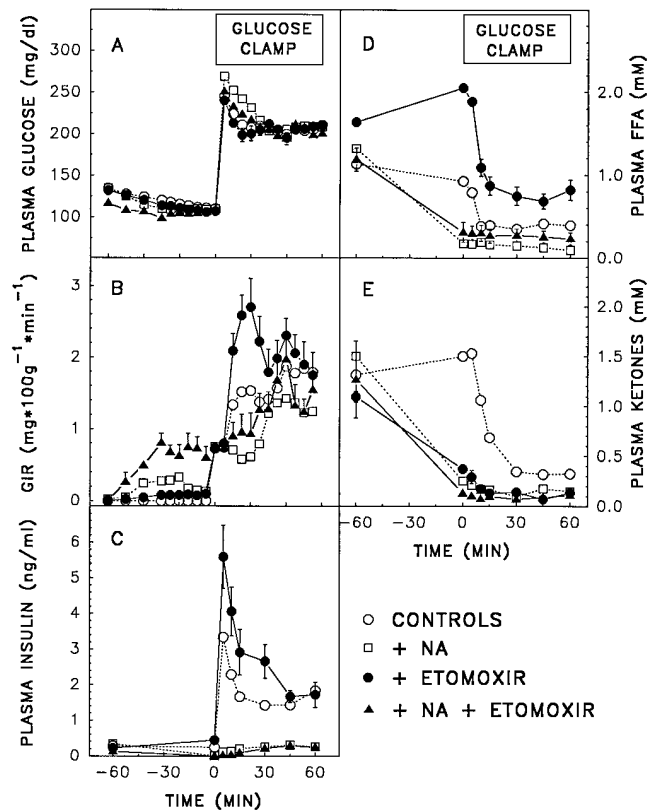 A
GLUCOSE
CLAMP
PLASMA GLUCOSE (mg/dl)
300
250
200
150
100
B
GIR (mg*100g⁻¹*min⁻¹)
3
2
1
0
C
PLASMA INSULIN (ng/ml)
6
5
4
3
2
1
0
−60 −30 0 30 60
TIME (MIN)
D
GLUCOSE
CLAMP
PLASMA FFA (mM)
2.0
1.0
0.0
E
PLASMA KETONES (mM)
2.0
1.5
1.0
0.5
0.0
−60 −30 0 30 60
TIME (MIN)
CONTROLS
+ NA
+ ETOMOXIR
+ NA + ETOMOXIR